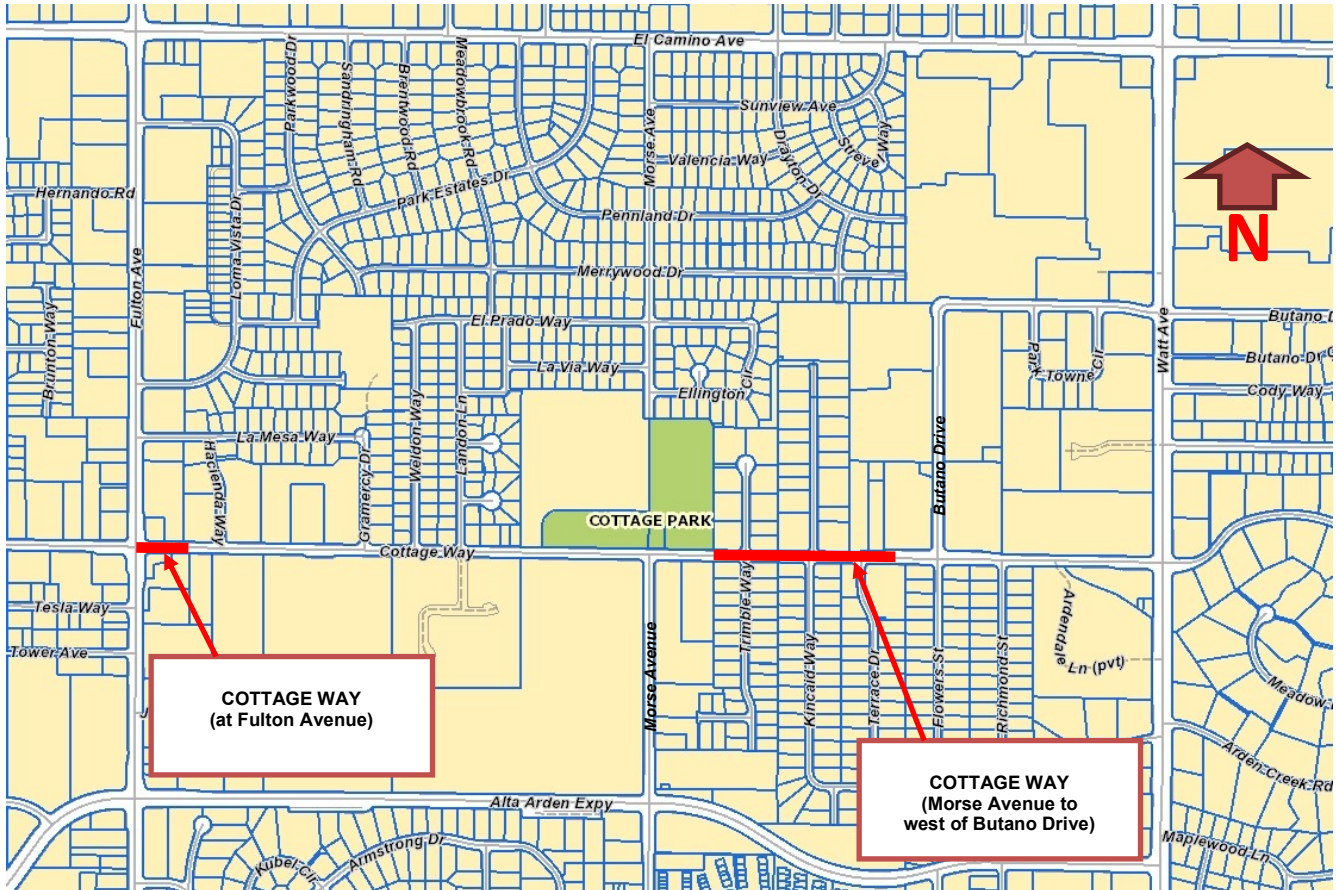 El Camino Ave
Parkwood Dr
Sandringham Rd
Brentwood Rd
Meadowbrook Rd
Morse Ave
Sunview Ave
Valencia Way
Drayton Dr
Streve Way
Hernando Rd
Park Estates Dr
Pennland Dr
N
Loma Vista Dr
Merrywood Dr
Fulton Ave
Brunton Way
El Prado Way
La Via Way
Ellington Cir
Park Towne Cir
Watt Ave
Butano D
Butano Dr
Cody Way
La Mesa Way
Hacienda Way
Gramercy Dr
Weldon Way
Landon Ln
Butano Drive
COTTAGE PARK
Cottage Way
Tesla Way
Tower Ave
Morse Avenue
Trimble Way
Kincaid Way
Terrace Dr
Flowers St
Richmond St
Ardendale Ln (pvt)
Meadow
COTTAGE WAY
(at Fulton Avenue)
COTTAGE WAY
(Morse Avenue to
west of Butano Drive)
Arden Creek Rd
Alta Arden Expy
Kubel Cir
Armstrong Dr
Maplewood Ln